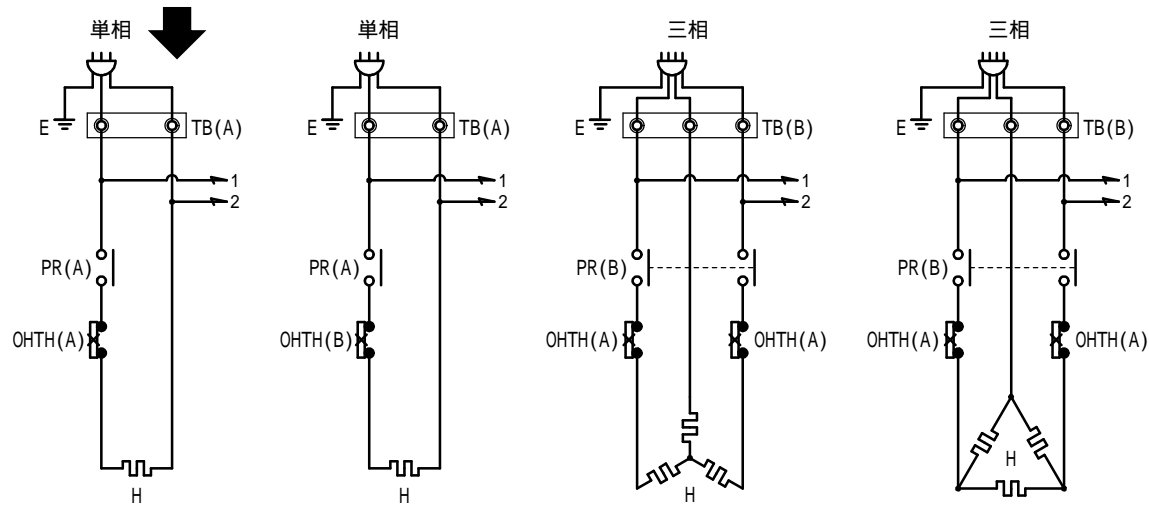 単相
E
TB(A)
1
2
PR(A)
OHTH(A)
H
単相
E
TB(A)
1
2
PR(A)
OHTH(B)
H
三相
E
TB(B)
1
2
PR(B)
OHTH(A)
OHTH(A)
H
三相
E
TB(B)
1
2
PR(B)
OHTH(A)
OHTH(A)
H